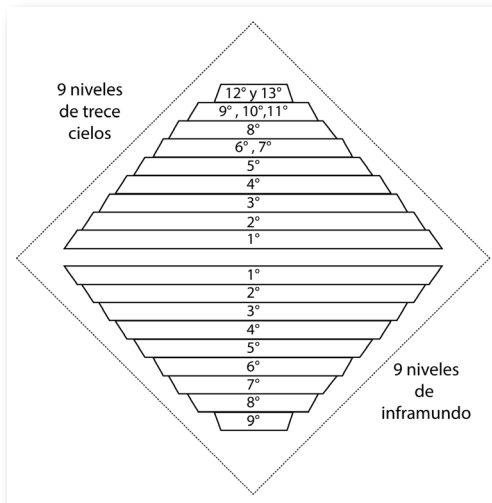 9 niveles
de trece
cielos
12° y 13°
9° , 10°,11°
8°
6° , 7°
5°
4°
3°
2°
1°
1°
2°
3°
4°
5°
6°
7°
8°
9°
9 niveles
de
inframundo